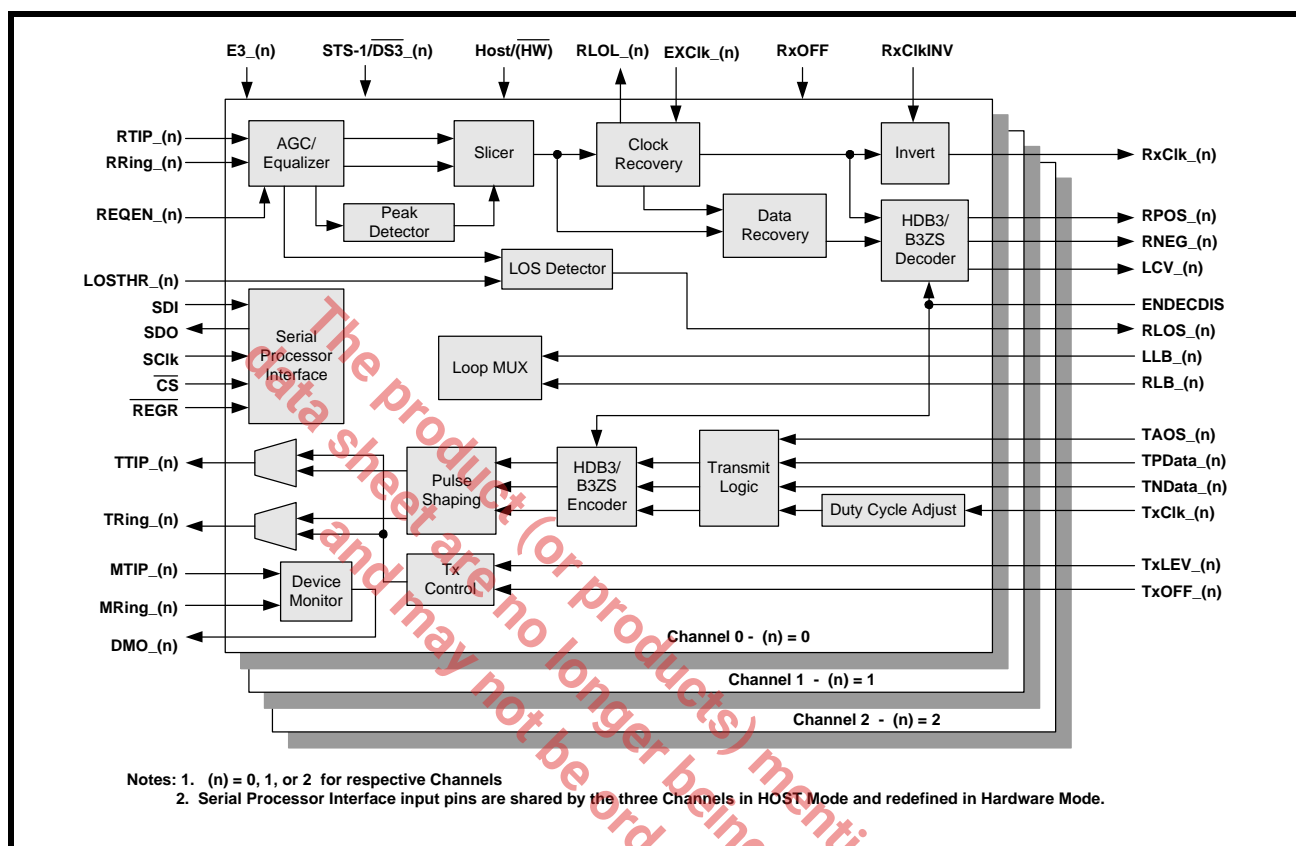 E3_(n) STS-1/DS3_(n) Host/(HW) RLOL_(n) EXClk_(n) RxOFF RxClkINV
RTIP_(n)
RRing_(n)
REQEN_(n)
LOSTHR_(n)
SDI
SDO
SClk
CS
REGR
TTIP_(n)
TRing_(n)
MTIP_(n)
MRing_(n)
DMO_(n)
AGC/
Equalizer
Peak
Detector
Slicer
Clock
Recovery
Invert
Data
Recovery
HDB3/
B3ZS
Decoder
LOS Detector
Serial
Processor
Interface
Loop MUX
Pulse
Shaping
HDB3/
B3ZS
Encoder
Transmit
Logic
Duty Cycle Adjust
Tx
Control
Device
Monitor
RxClk_(n)
RPOS_(n)
RNEG_(n)
LCV_(n)
ENDECDIS
RLOS_(n)
LLB_(n)
RLB_(n)
TAOS_(n)
TPData_(n)
TNData_(n)
TxClk_(n)
TxLEV_(n)
TxOFF_(n)
Channel 0 - (n) = 0
Channel 1 - (n) = 1
Channel 2 - (n) = 2
Notes: 1. (n) = 0, 1, or 2 for respective Channels
2. Serial Processor Interface input pins are shared by the three Channels in HOST Mode and redefined in Hardware Mode.
The product (or products) menti
data sheet are no longer being
and may not be ord